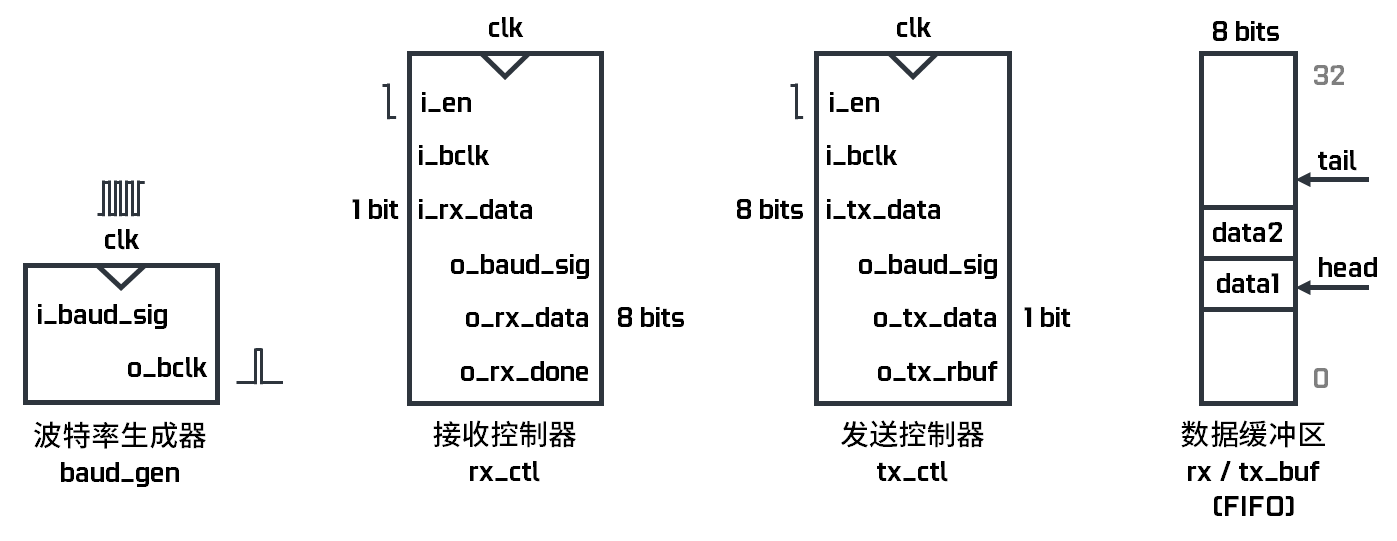 clk
i_baud_sig
o_bclk
波特率生成器
baud_gen
clk
i_en
i_bclk
1 bit
i_rx_data
o_baud_sig
o_rx_data
8 bits
o_rx_done
接收控制器
rx_ctl
clk
i_en
i_bclk
8 bits
i_tx_data
o_baud_sig
o_tx_data
1 bit
o_tx_rbuf
发送控制器
tx_ctl
8 bits
32
tail
data2
head
data1
0
数据缓冲区
rx / tx_buf
(FIFO)